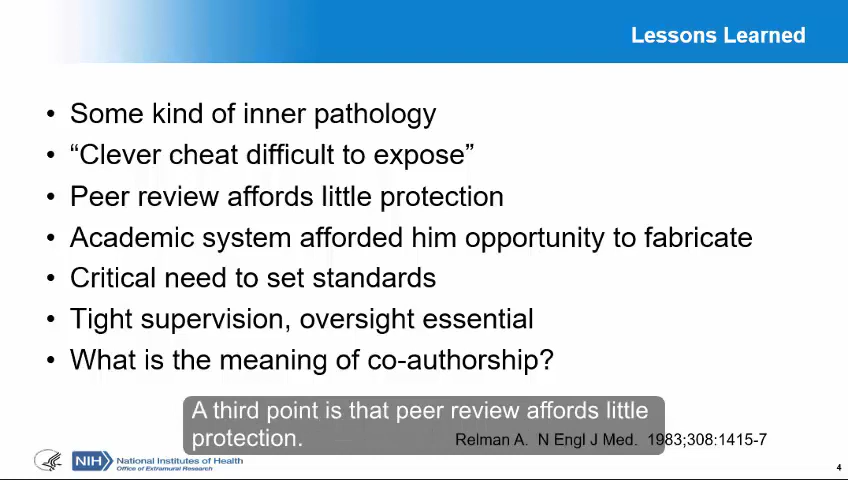 Lessons Learned
• Some kind of inner pathology
• “Clever cheat difficult to expose”
• Peer review affords little protection
• Academic system afforded him opportunity to fabricate
• Critical need to set standards
• Tight supervision, oversight essential
• What is the meaning of co-authorship?
A third point is that peer review affords little
protection.
Relman A. N Engl J Med. 1983;308:1415-7
NIH National Institutes of Health
Office of Extramural Research
4